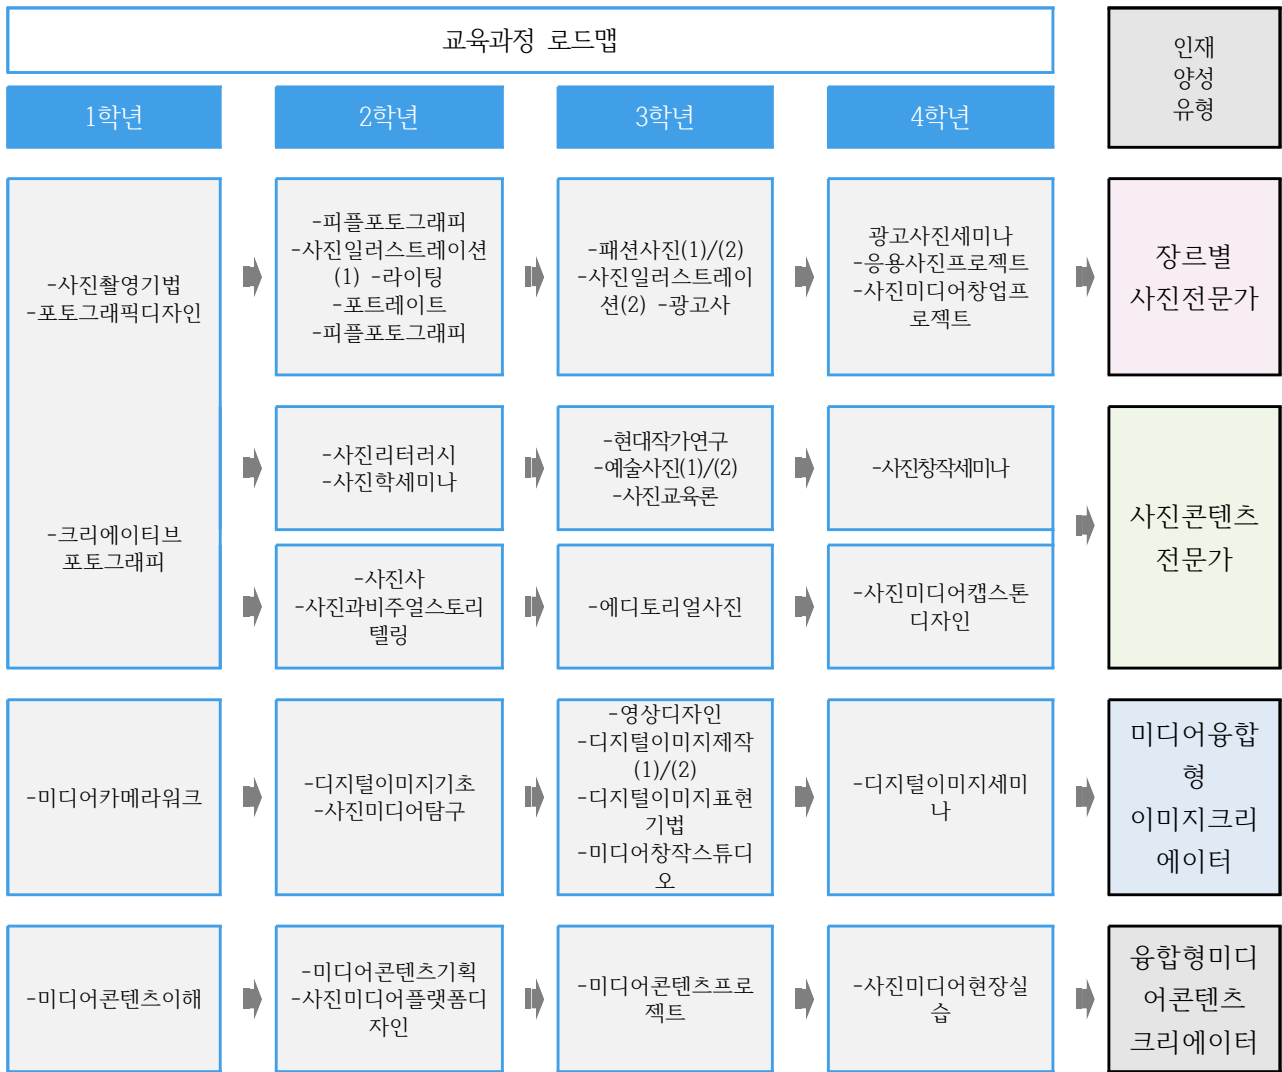 교육과정 로드맵
인재
양성
유형
1학년
2학년
3학년
4학년
-사진촬영기법
-포토그래픽디자인
-피플포토그래피
-사진일러스트레이션
(1) -라이팅
-포트레이트
-피플포토그래피
-패션사진(1)/(2)
-사진일러스트레이
션(2) -광고사
광고사진세미나
-응용사진프로젝트
-사진미디어창업프
로젝트
장르별
사진전문가
-크리에이티브
포토그래피
-사진리터러시
-사진학세미나
-현대작가연구
-예술사진(1)/(2)
-사진교육론
-사진창작세미나
사진콘텐츠
전문가
-사진사
-사진과비주얼스토리
텔링
-에디토리얼사진
-사진미디어캡스톤
디자인
-미디어카메라워크
-디지털이미지기초
-사진미디어탐구
-영상디자인
-디지털이미지제작
(1)/(2)
-디지털이미지표현
기법
-미디어창작스튜디
오
-디지털이미지세미
나
미디어융합
형
이미지크리
에이터
-미디어콘텐츠이해
-미디어콘텐츠기획
-사진미디어플랫폼디
자인
-미디어콘텐츠프로
젝트
-사진미디어현장실
습
융합형미디
어콘텐츠
크리에이터